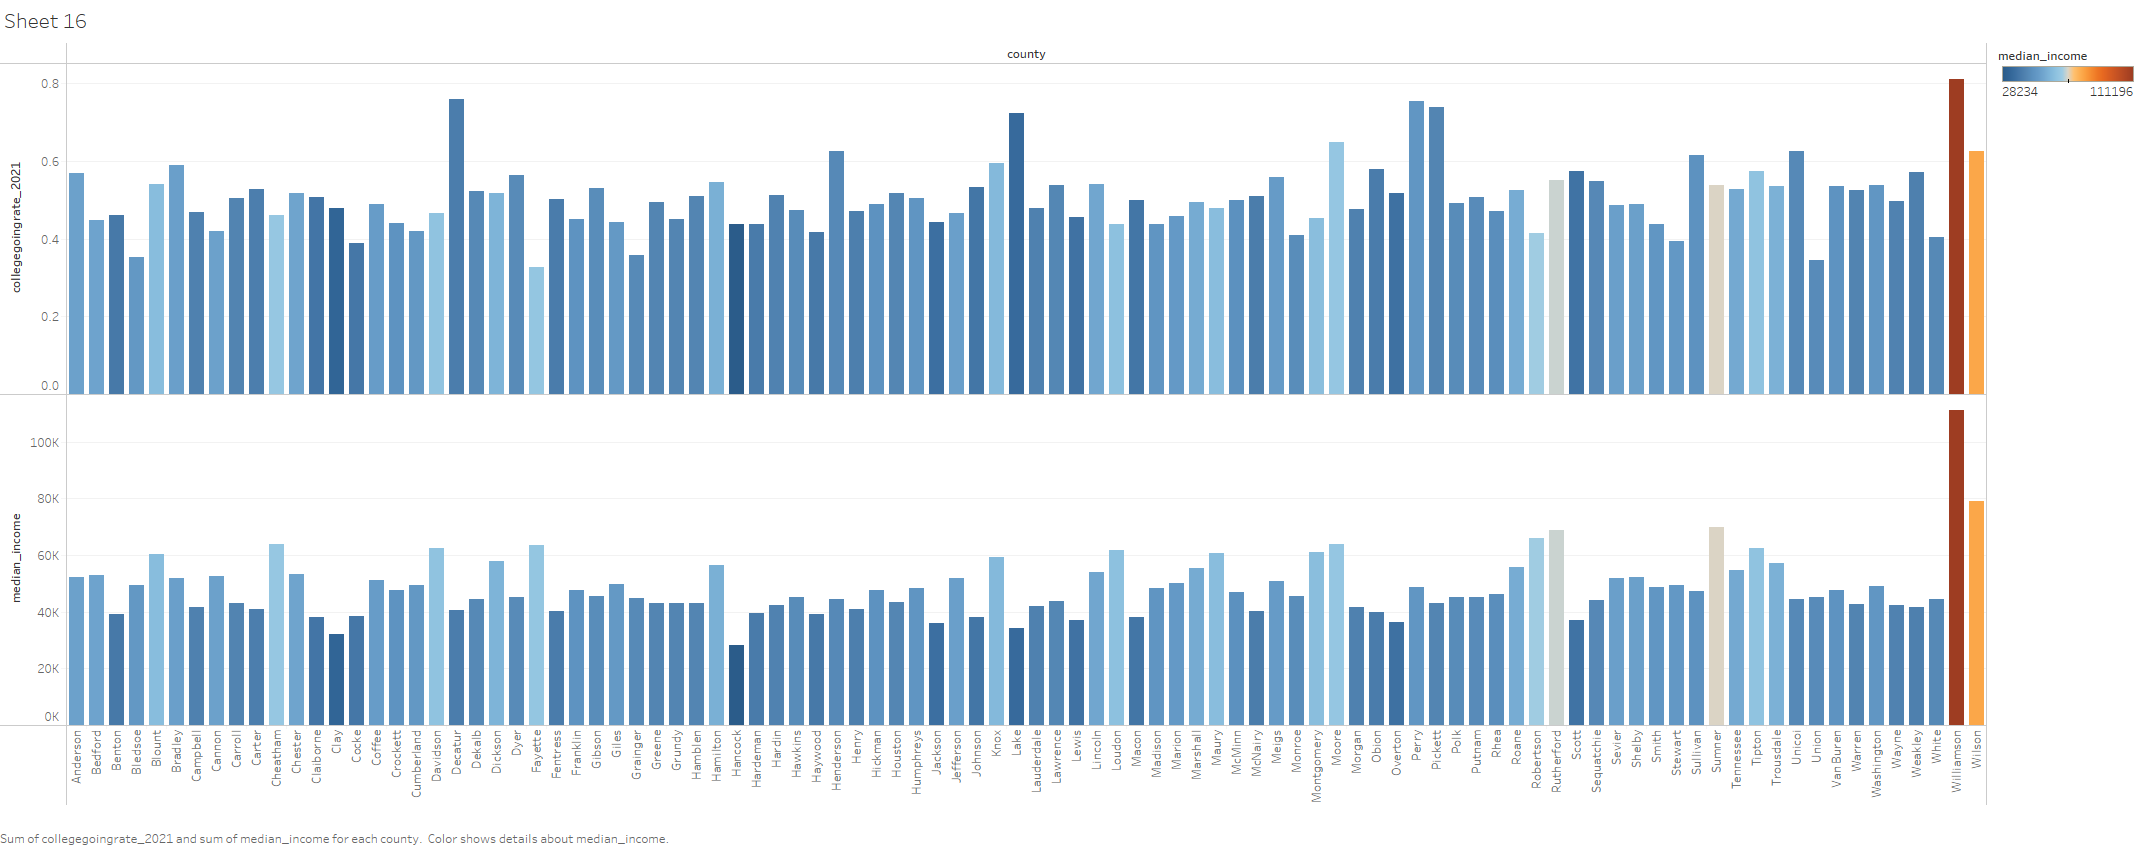 Sheet 16
county
median_income
28234 111196
collegegoingrate_2021
0.8
0.6
0.4
0.2
0.0
median_income
100K
80K
60K
40K
20K
0K
Anderson
Bedford
Benton
Bledsoe
Blount
Bradley
Campbell
Cannon
Carroll
Carter
Cheatham
Chester
Claiborne
Clay
Cocke
Coffee
Crockett
Cumberland
Davidson
Decatur
Dekalb
Dickson
Dyer
Fayette
Fentress
Franklin
Gibson
Giles
Grainger
Greene
Grundy
Hamblen
Hamilton
Hancock
Hardeman
Hardin
Hawkins
Haywood
Henderson
Henry
Hickman
Houston
Humphreys
Jackson
Jefferson
Johnson
Knox
Lake
Lauderdale
Lawrence
Lewis
Lincoln
Loudon
Macon
Madison
Marion
Marshall
Maury
McMinn
McNairy
Meigs
Monroe
Montgomery
Moore
Morgan
Obion
Overton
Perry
Pickett
Polk
Putnam
Rhea
Roane
Robertson
Rutherford
Scott
Sequatchie
Sevier
Shelby
Smith
Stewart
Sullivan
Sumner
Tennessee
Tipton
Trousdale
Unicoi
Union
Van Buren
Warren
Washington
Wayne
Weakley
White
Williamson
Wilson
Sum of collegegoingrate_2021 and sum of median_income for each county. Color shows details about median_income.